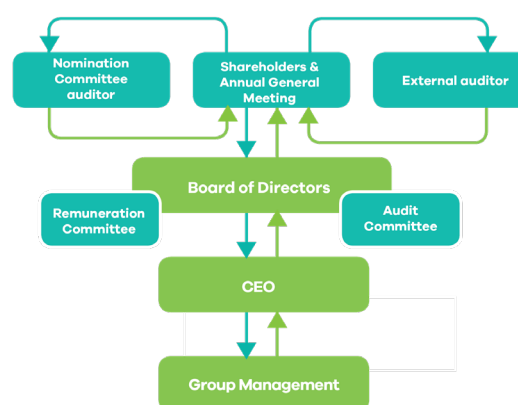 Nomination
Committee
auditor
Shareholders &
Annual General
Meeting
External auditor
Board of Directors
Remuneration
Committee
Audit
Committee
CEO
Group Management